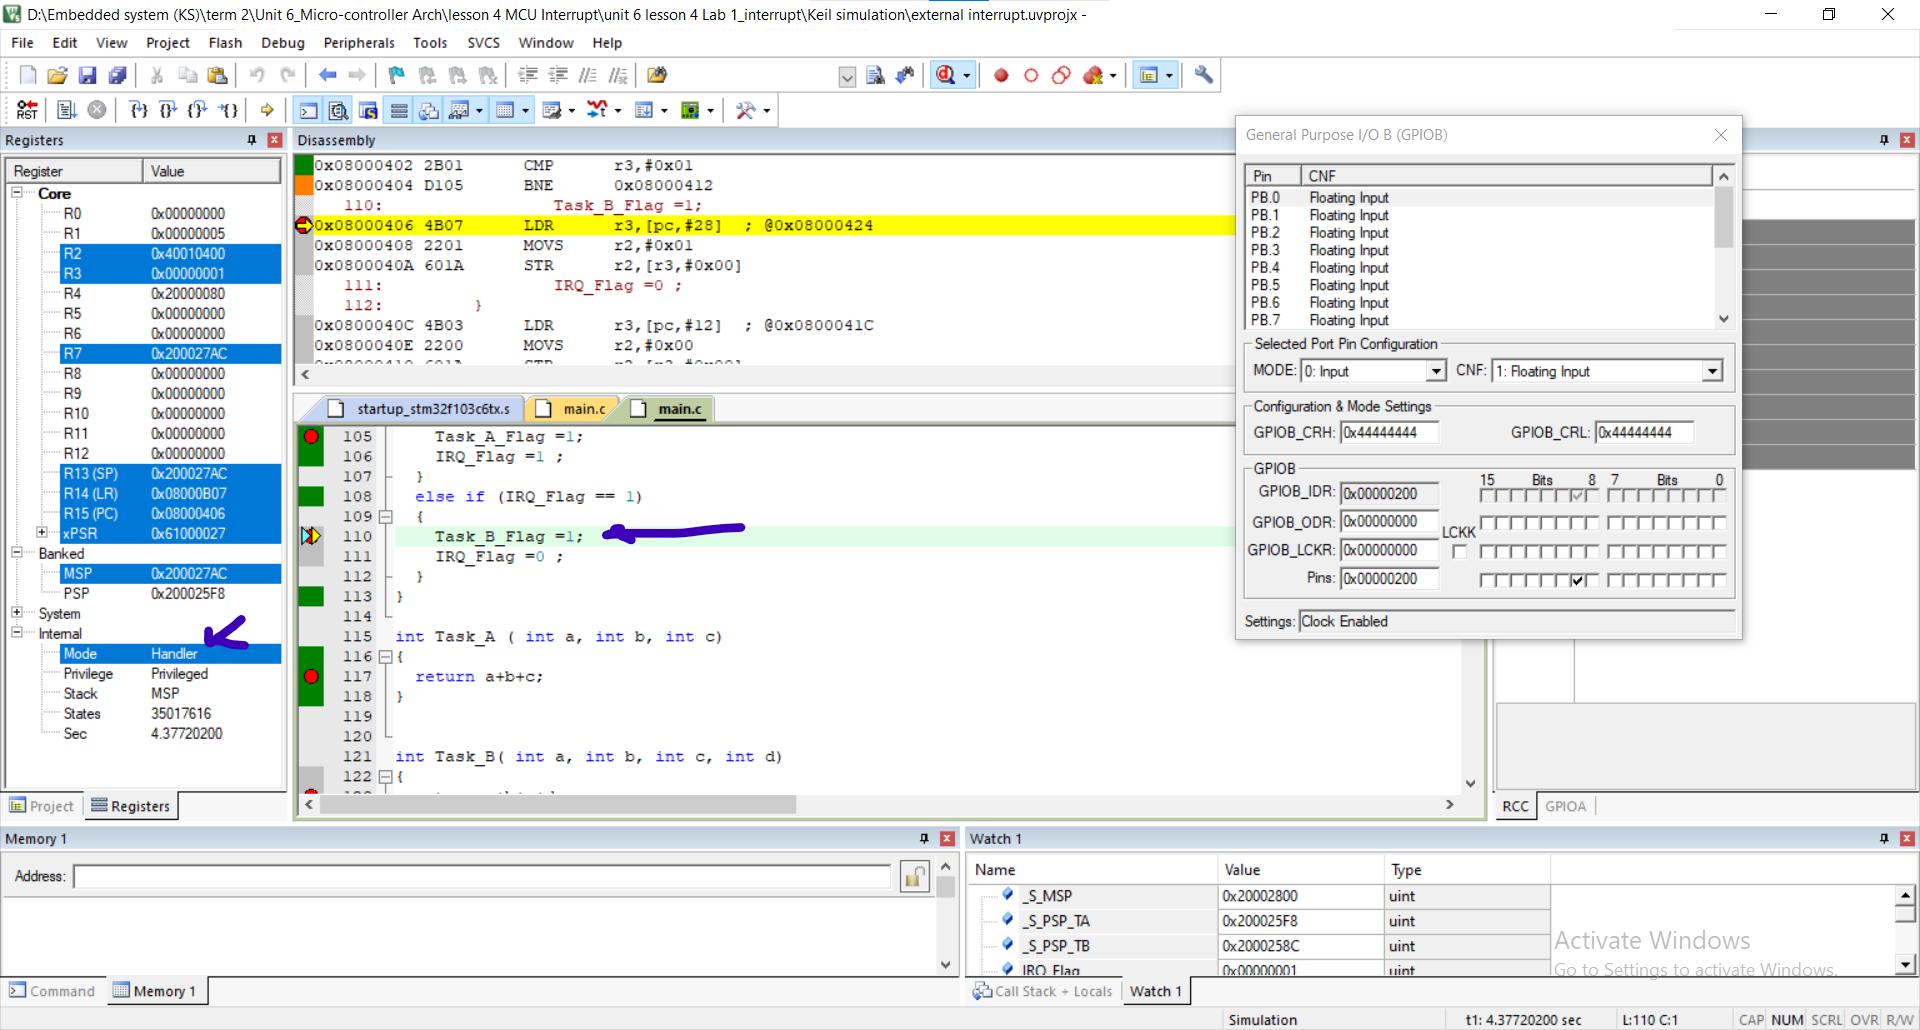 D:\Embedded system (KS)\term 2\Unit 6_Micro-controller Arch\lesson 4 MCU Interrupt\unit 6 lesson 4 Lab 1_interrupt\Keil simulation\external interrupt.uvprojx -
File Edit View Project Flash Debug Peripherals Tools SVCS Window Help
RST
Registers
Register Value
Core
R0 0x00000000
R1 0x00000005
R2 0x40010400
R3 0x00000001
R4 0x20000080
R5 0x00000000
R6 0x00000000
R7 0x200027AC
R8 0x00000000
R9 0x00000000
R10 0x00000000
R11 0x00000000
R12 0x00000000
R13 (SP) 0x200027AC
R14 (LR) 0x08000B07
R15 (PC) 0x08000406
xPSR 0x61000027
Banked
MSP 0x200027AC
PSP 0x200025F8
System
Internal
Mode Handler
Privilege Privileged
Stack MSP
States 35017616
Sec 4.37720200
Project Registers
Disassembly
0x08000402 2B01 CMP r3,#0x01
0x08000404 D105 BNE 0x08000412
110: Task_B_Flag =1;
0x08000406 4B07 LDR r3,[pc,#28] ; @0x08000424
0x08000408 2201 MOVS r2,#0x01
0x0800040A 601A STR r2,[r3,#0x00]
111: IRQ_Flag =0 ;
112: }
0x0800040C 4B03 LDR r3,[pc,#12] ; @0x0800041C
0x0800040E 2200 MOVS r2,#0x00
startup_stm32f103c6tx.s main.c main.c
105 Task_A_Flag =1;
106 IRQ_Flag =1 ;
107 }
108 else if (IRQ_Flag == 1)
109 {
110 Task_B_Flag =1;
111 IRQ_Flag =0 ;
112 }
113 }
114
115 int Task_A ( int a, int b, int c)
116 {
117 return a+b+c;
118 }
119
120
121 int Task_B( int a, int b, int c, int d)
122 {
General Purpose I/O B (GPIOB)
Pin CNF
PB.0 Floating Input
PB.1 Floating Input
PB.2 Floating Input
PB.3 Floating Input
PB.4 Floating Input
PB.5 Floating Input
PB.6 Floating Input
PB.7 Floating Input
Selected Port Pin Configuration
MODE: 0: Input CNF: 1: Floating Input
Configuration & Mode Settings
GPIOB_CRH: 0x44444444 GPIOB_CRL: 0x44444444
GPIOB
15 Bits 8 7 Bits 0
GPIOB_IDR: 0x00000200
GPIOB_ODR: 0x00000000
LCKK
GPIOB_LCKR: 0x00000000
Pins: 0x00000200
Settings: Clock Enabled
RCC GPIOA
Memory 1
Address:
Command Memory 1
Watch 1
Name Value Type
_S_MSP 0x20002800 uint
_S_PSP_TA 0x200025F8 uint
_S_PSP_TB 0x2000258C uint
IRQ_Flag 0x00000001 uint
Call Stack + Locals Watch 1
Activate Windows
Go to Settings to activate Windows.
Simulation t1: 4.37720200 sec L:110 C:1 CAP NUM SCRL OVR R/W